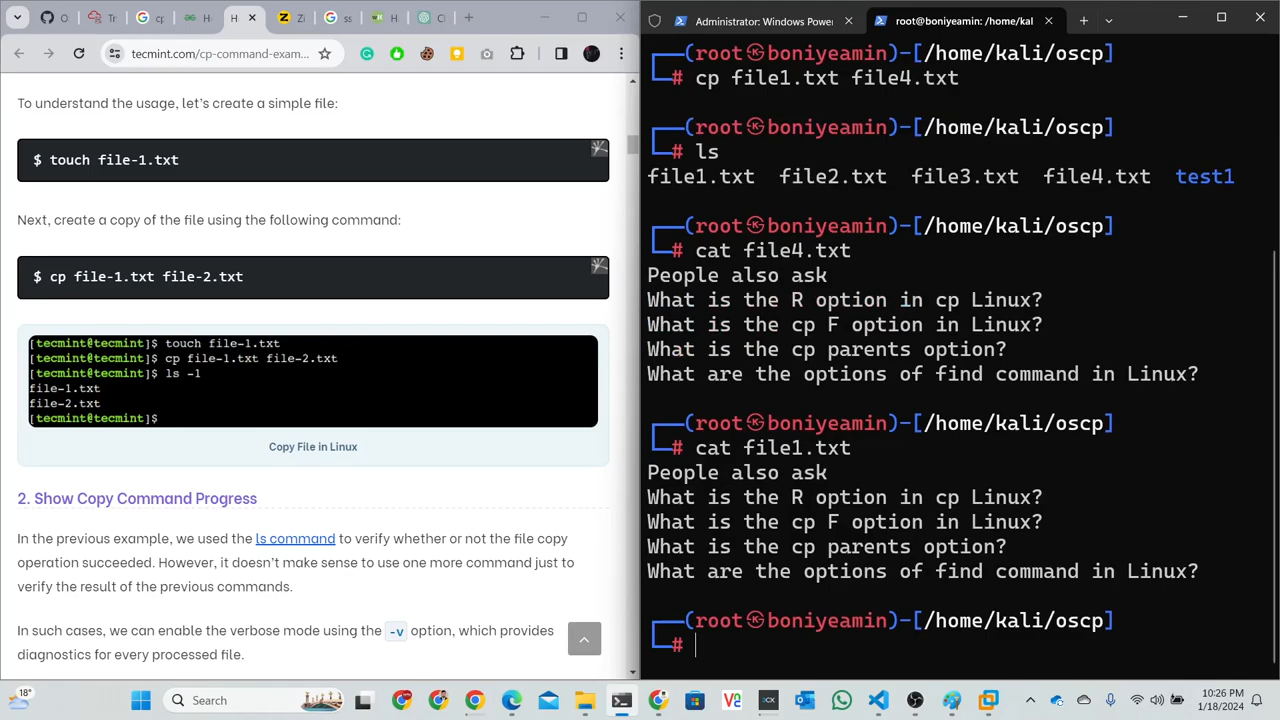 Zi
W
Cl
tecmint.com/cp-command-exam...
To understand the usage, let's create a simple file:
$ touch file-1.txt
Next, create a copy of the file using the following command:
$ cp file-1.txt file-2.txt
[tecmint@tecmint]$ touch file-1.txt
[tecmint@tecmint]$ cp file-1.txt file-2.txt
[tecmint@tecmint]$ ls -1
file-1.txt
file-2.txt
[tecmint@tecmint]$
Copy File in Linux
2. Show Copy Command Progress
In the previous example, we used the ls command to verify whether or not the file copy
operation succeeded. However, it doesn't make sense to use one more command just to
verify the result of the previous commands.
In such cases, we can enable the verbose mode using the -v option, which provides
diagnostics for every processed file.
Administrator: Windows Power
root@boniyeamin: /home/kal
┌──(root㉿boniyeamin)-[/home/kali/oscp]
└─# cp file1.txt file4.txt
┌──(root㉿boniyeamin)-[/home/kali/oscp]
└─# ls
file1.txt file2.txt file3.txt file4.txt test1
┌──(root㉿boniyeamin)-[/home/kali/oscp]
└─# cat file4.txt
People also ask
What is the R option in cp Linux?
What is the cp F option in Linux?
What is the cp parents option?
What are the options of find command in Linux?
┌──(root㉿boniyeamin)-[/home/kali/oscp]
└─# cat file1.txt
People also ask
What is the R option in cp Linux?
What is the cp F option in Linux?
What is the cp parents option?
What are the options of find command in Linux?
┌──(root㉿boniyeamin)-[/home/kali/oscp]
└─#
18°
Search
10:26 PM
1/18/2024